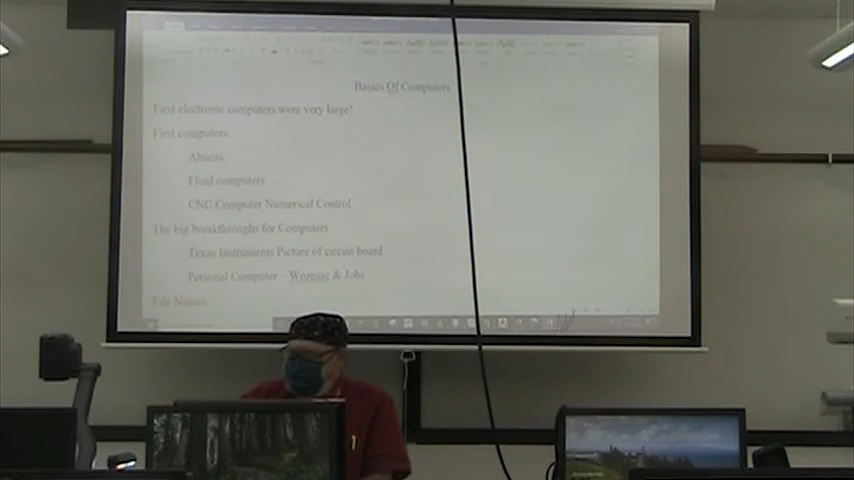 Basics Of Computers
First electronic computers were very large!
First computers:
Abacus
Fluid computers
CNC Computer Numerical Control
The big breakthroughs for Computers
Texas Instruments Picture of circuit board
Personal Computer – Wozniac & Jobs
File Names